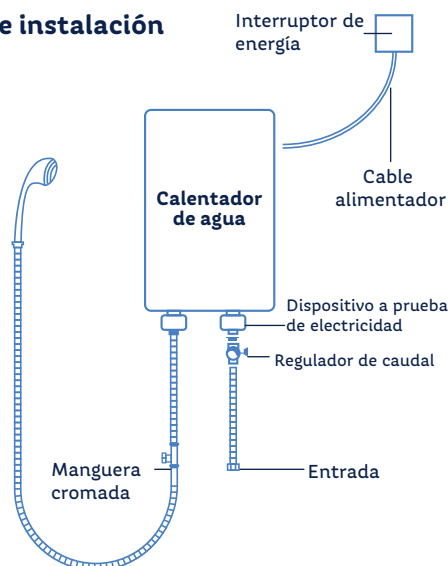 e instalación
Interruptor de
energía
Calentador
de agua
Cable
alimentador
Dispositivo a prueba
de electricidad
Regulador de caudal
Manguera
cromada
Entrada